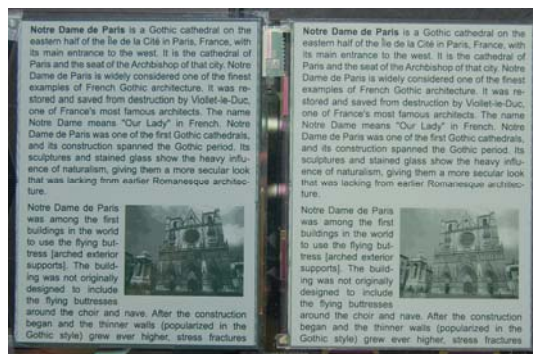 Notre Dame de Paris is a Gothic cathedral on the
eastern half of the Île de la Cité in Paris, France, with
its main entrance to the west. It is the cathedral of
Paris and the seat of the Archbishop of that city. Notre
Dame de Paris is widely considered one of the finest
examples of French Gothic architecture. It was re-
stored and saved from destruction by Viollet-le-Duc,
one of France's most famous architects. The name
Notre Dame means "Our Lady" in French. Notre
Dame de Paris was one of the first Gothic cathedrals,
and its construction spanned the Gothic period. Its
sculptures and stained glass show the heavy influ-
ence of naturalism, giving them a more secular look
that was lacking from earlier Romanesque architec-
ture.
Notre Dame de Paris
was among the first
buildings in the world
to use the flying but-
tress [arched exterior
supports]. The build-
ing was not originally
designed to include
the flying buttresses
around the choir and nave. After the construction
began and the thinner walls (popularized in the
Gothic style) grew ever higher, stress fractures
Notre Dame de Paris is a Gothic cathedral on the
eastern half of the Île de la Cité in Paris, France, with
its main entrance to the west. It is the cathedral of
Paris and the seat of the Archbishop of that city. Notre
Dame de Paris is widely considered one of the finest
examples of French Gothic architecture. It was re-
stored and saved from destruction by Viollet-le-Duc,
one of France's most famous architects. The name
Notre Dame means "Our Lady" in French. Notre
Dame de Paris was one of the first Gothic cathedrals,
and its construction spanned the Gothic period. Its
sculptures and stained glass show the heavy influ-
ence of naturalism, giving them a more secular look
that was lacking from earlier Romanesque architec-
ture.
Notre Dame de Paris
was among the first
buildings in the world
to use the flying but-
tress [arched exterior
supports]. The build-
ing was not originally
designed to include
the flying buttresses
around the choir and nave. After the construction
began and the thinner walls (popularized in the
Gothic style) grew ever higher, stress fractures